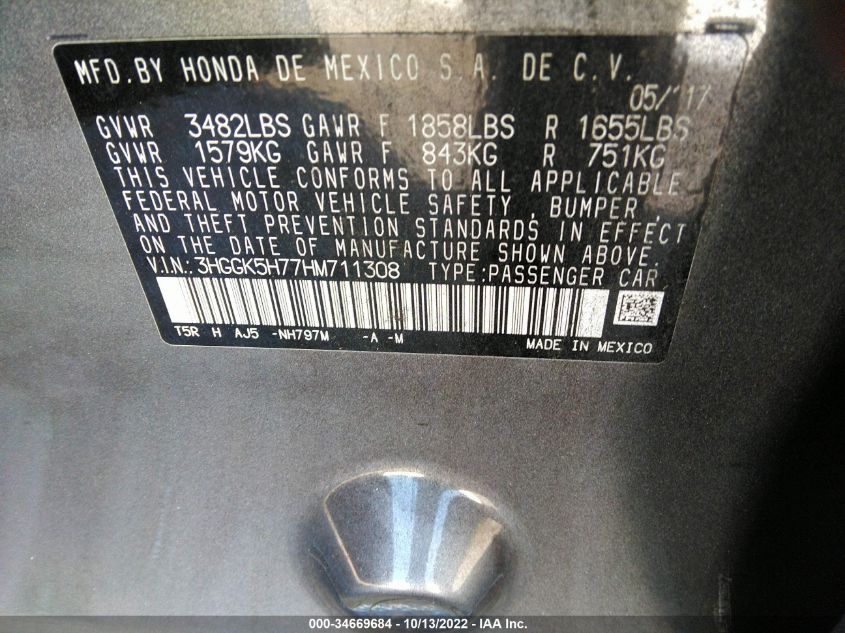 MFD. BY HONDA DE MEXICO S.A. DE C.V.
05/17
GVWR 3482LBS GAWR F 1858LBS R 1655LBS
GVWR 1579KG GAWR F 843KG R 751KG
THIS VEHICLE CONFORMS TO ALL APPLICABLE
FEDERAL MOTOR VEHICLE SAFETY, BUMPER,
AND THEFT PREVENTION STANDARDS IN EFFECT
ON THE DATE OF MANUFACTURE SHOWN ABOVE.
V.I.N.: 3HGGK5H77HM711308 TYPE: PASSENGER CAR
T5R H AJ5 -NH797M -A -M
MADE IN MEXICO
000-34669684 - 10/13/2022 - IAA Inc.